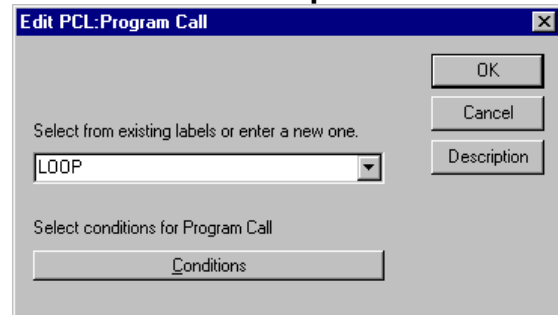 Edit PCL:Program Call
OK
Cancel
Select from existing labels or enter a new one.
Description
LOOP
Select conditions for Program Call
Conditions